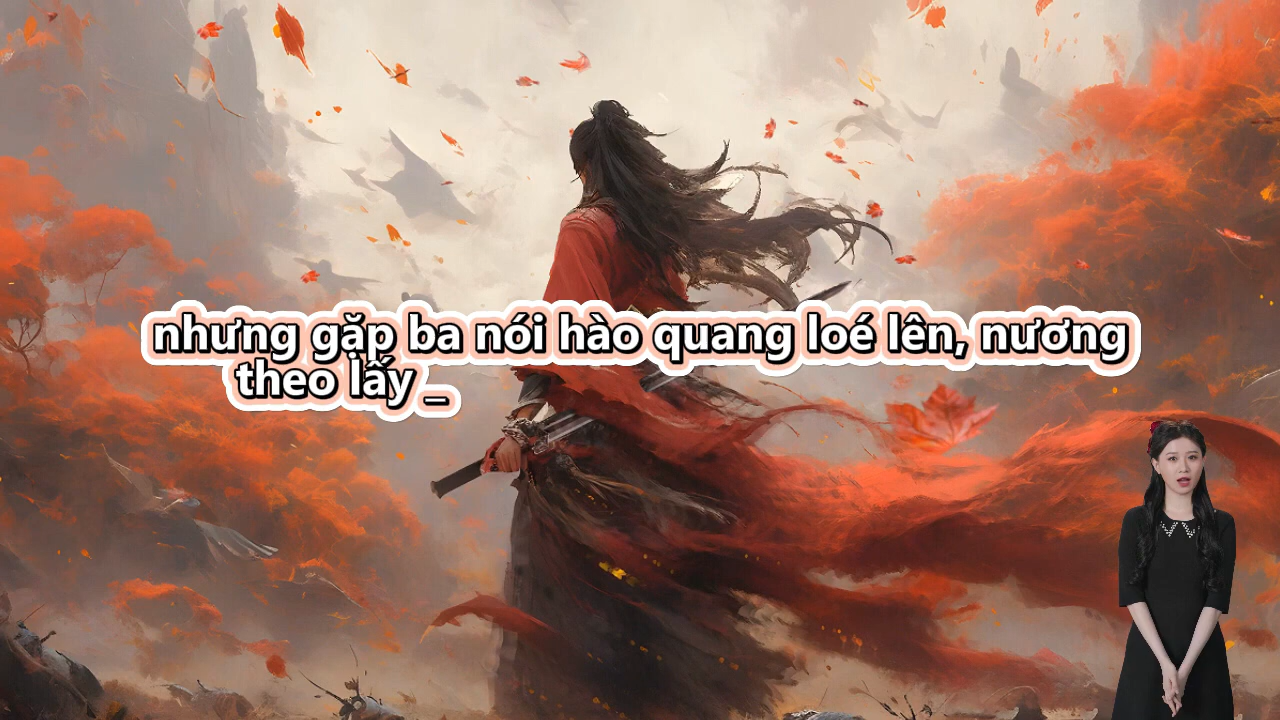 nhưng gặp ba nói hào quang loé lên, nương
theo lấy _